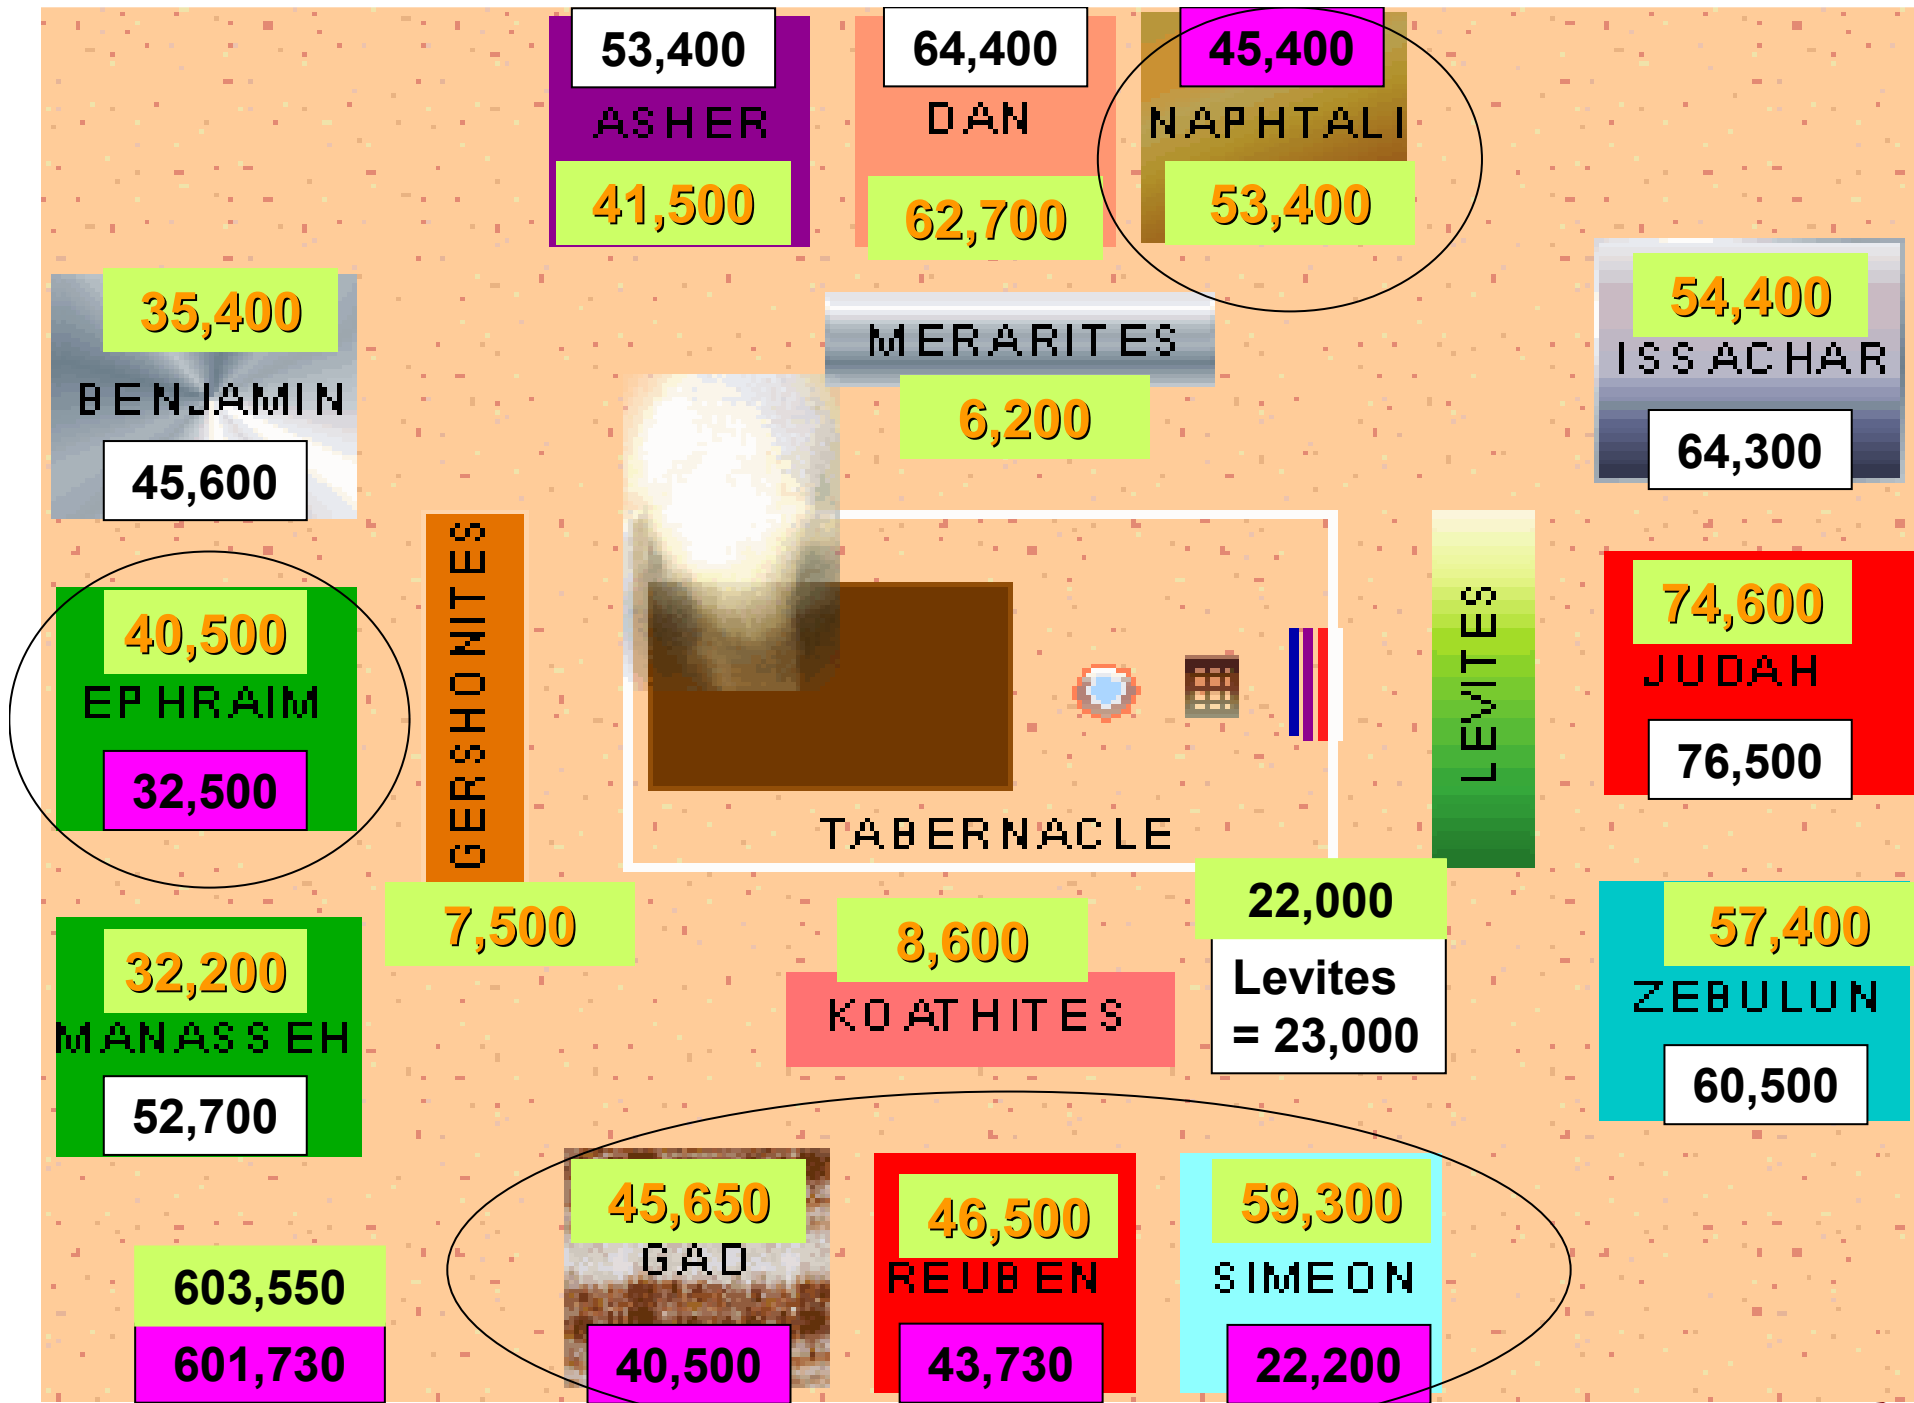 53,400
ASHER
41,500
64,400
DAN
62,700
45,400
NAPHTALI
53,400
35,400
BENJAMIN
45,600
MERARITES
6,200
54,400
ISSACHAR
64,300
40,500
EPHRAIM
32,500
GERSHONITES
7,500
TABERNACLE
LEVITES
74,600
JUDAH
76,500
32,200
MANASSEH
52,700
8,600
KOATHITES
22,000
Levites
= 23,000
57,400
ZEBULUN
60,500
603,550
601,730
45,650
GAD
40,500
46,500
REUBEN
43,730
59,300
SIMEON
22,200